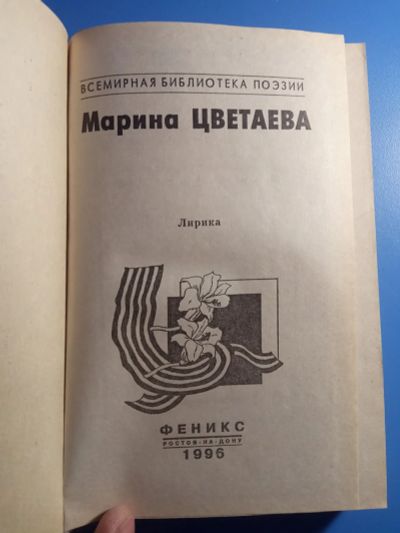 ВСЕМИРНАЯ БИБЛИОТЕКА ПОЭЗИИ
Марина ЦВЕТАЕВА
Лирика
ФЕНИКС
РОСТОВ-НА-ДОНУ
1996